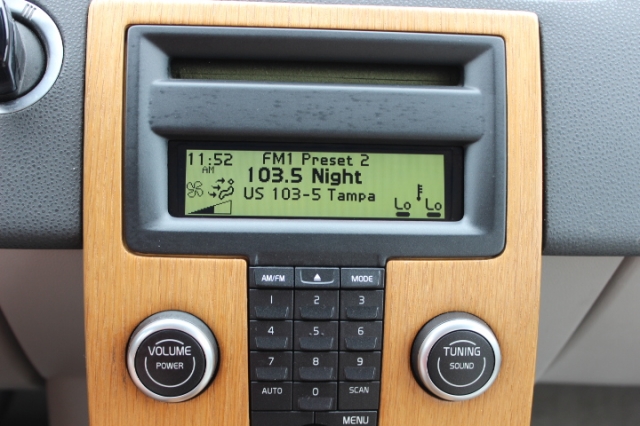 11:52 FM1 Preset 2
AM 103.5 Night
US 103-5 Tampa
Lo Lo
AM/FM MODE
1 2 3
4 .5 6
7 8 9
AUTO 0 SCAN
MENU
VOLUME
POWER
TUNING
SOUND